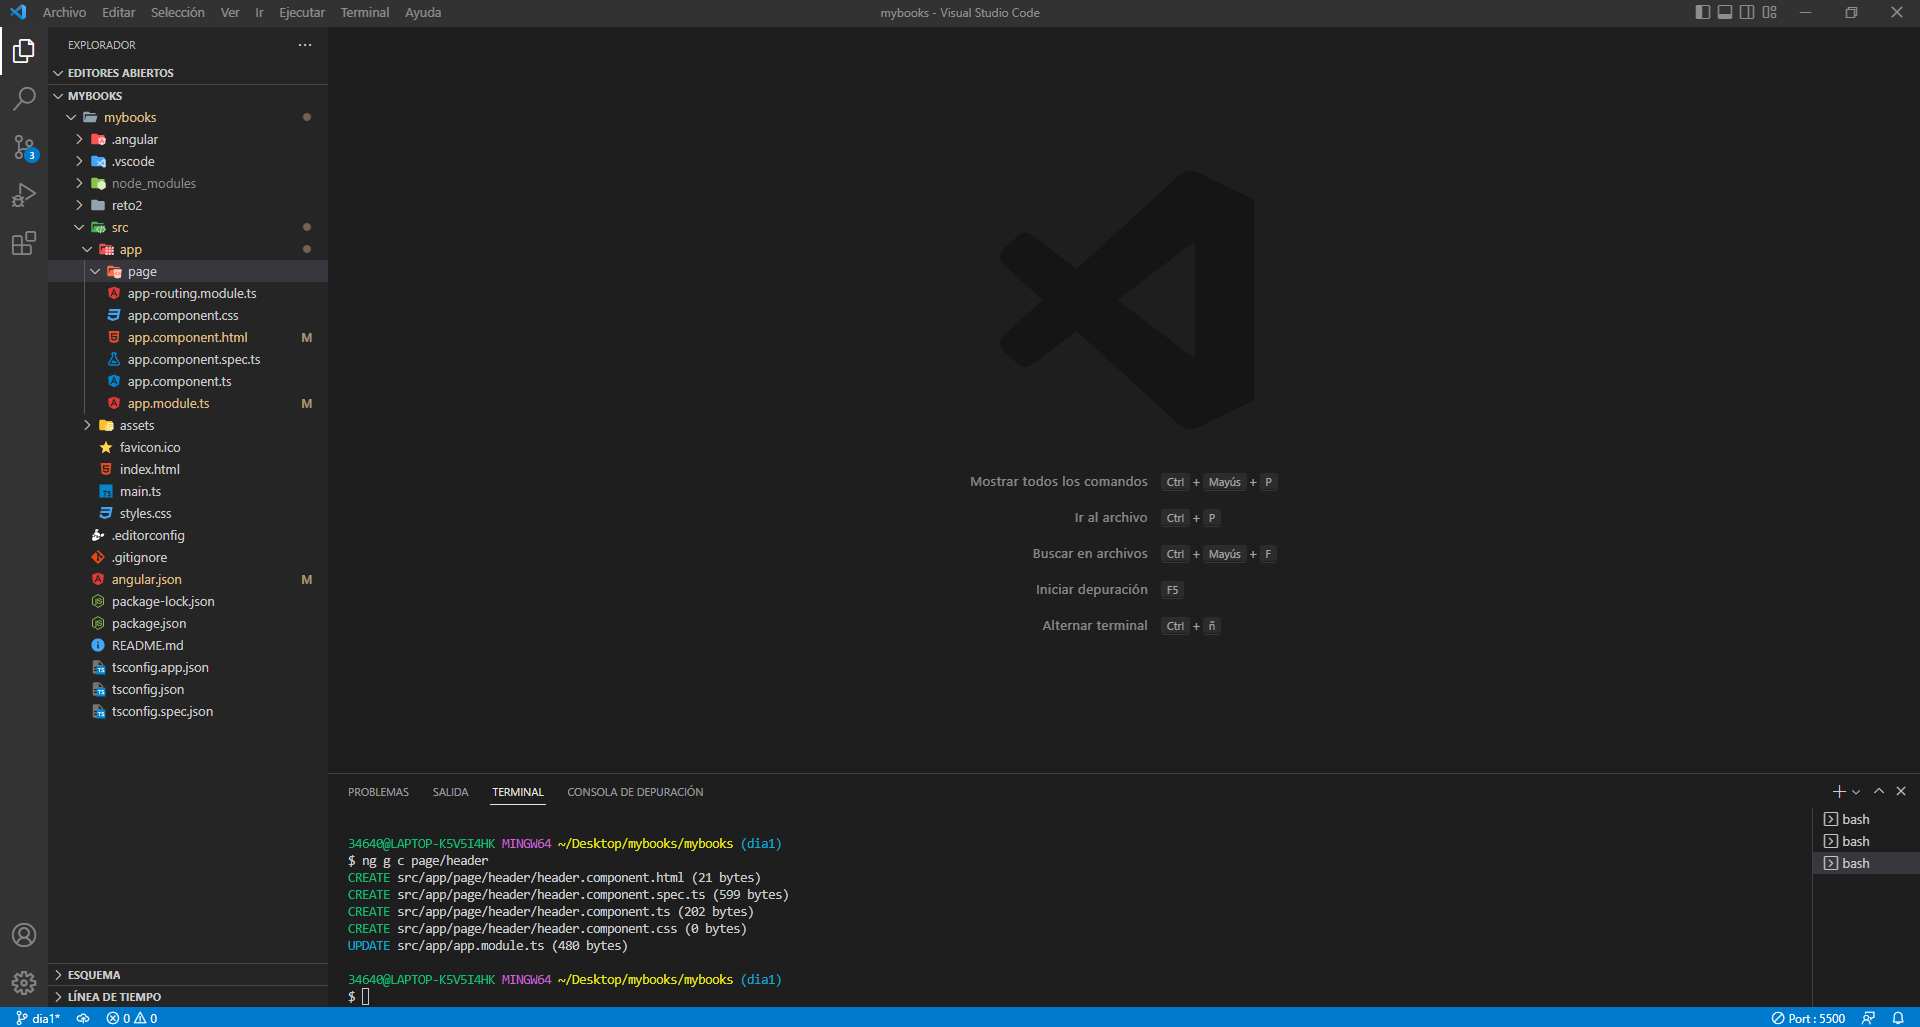 Archivo Editar Selección Ver Ir Ejecutar Terminal Ayuda
mybooks - Visual Studio Code
EXPLORADOR
EDITORES ABIERTOS
MYBOOKS
mybooks
.angular
.vscode
node_modules
reto2
src
app
page
app-routing.module.ts
app.component.css
app.component.html M
app.component.spec.ts
app.component.ts
app.module.ts M
assets
favicon.ico
index.html
main.ts
styles.css
.editorconfig
.gitignore
angular.json M
package-lock.json
package.json
README.md
tsconfig.app.json
tsconfig.json
tsconfig.spec.json
ESQUEMA
LÍNEA DE TIEMPO
3
Mostrar todos los comandos Ctrl + Mayús + P
Ir al archivo Ctrl + P
Buscar en archivos Ctrl + Mayús + F
Iniciar depuración F5
Alternar terminal Ctrl + ñ
PROBLEMAS SALIDA TERMINAL CONSOLA DE DEPURACIÓN
34640@LAPTOP-K5V5I4HK MINGW64 ~/Desktop/mybooks/mybooks (dia1)
$ ng g c page/header
CREATE src/app/page/header/header.component.html (21 bytes)
CREATE src/app/page/header/header.component.spec.ts (599 bytes)
CREATE src/app/page/header/header.component.ts (202 bytes)
CREATE src/app/page/header/header.component.css (0 bytes)
UPDATE src/app/app.module.ts (480 bytes)
34640@LAPTOP-K5V5I4HK MINGW64 ~/Desktop/mybooks/mybooks (dia1)
$
bash
bash
bash
dia1* 0 0
Port : 5500